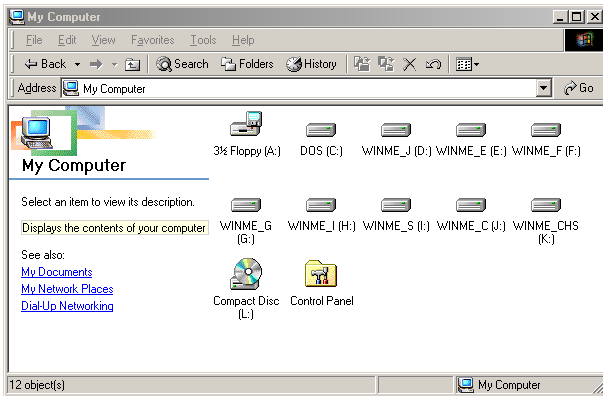 My Computer
File Edit View Favorites Tools Help
Back Search Folders History
Address My Computer Go
My Computer
Select an item to view its description.
Displays the contents of your computer
See also:
My Documents
My Network Places
Dial-Up Networking
3½ Floppy (A:) DOS (C:) WINME_J (D:) WINME_E (E:) WINME_F (F:)
WINME_G (G:) WINME_I (H:) WINME_S (I:) WINME_C (J:) WINME_CHS (K:)
Compact Disc (L:) Control Panel
12 object(s) My Computer